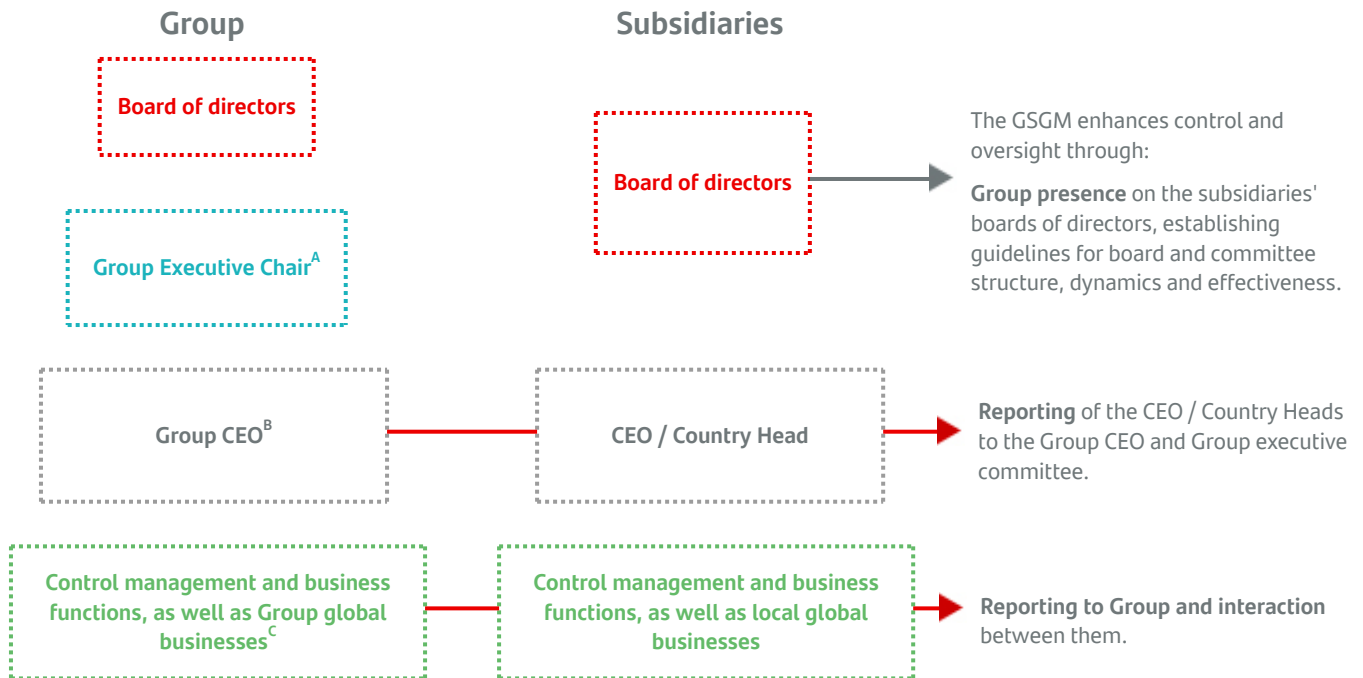 Group
Subsidiaries
Board of directors
Board of directors
The GSGM enhances control and
oversight through:
Group presence on the subsidiaries'
boards of directors, establishing
guidelines for board and committee
structure, dynamics and effectiveness.
Group Executive Chair^A
Group CEO^B
CEO / Country Head
Reporting of the CEO / Country Heads
to the Group CEO and Group executive
committee.
Control management and business
functions, as well as Group global
businesses^C
Control management and business
functions, as well as local global
businesses
Reporting to Group and interaction
between them.